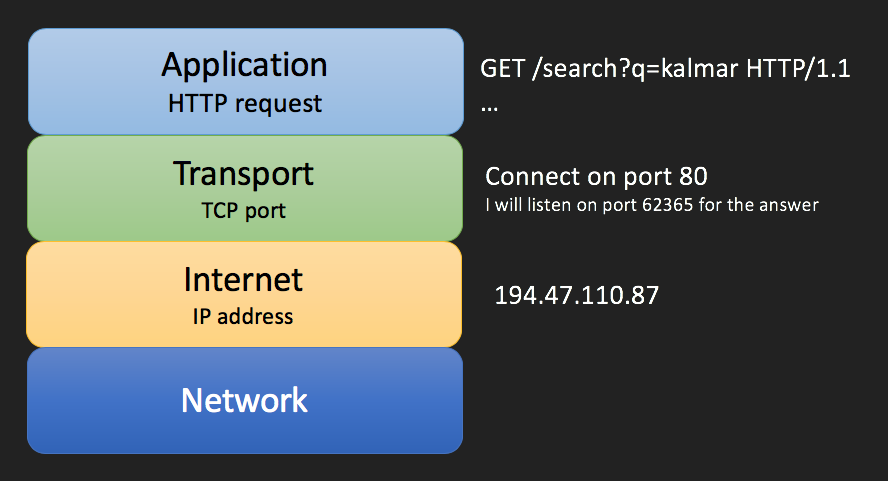 Application
HTTP request
GET /search?q=kalmar HTTP/1.1
...
Transport
TCP port
Connect on port 80
I will listen on port 62365 for the answer
Internet
IP address
194.47.110.87
Network